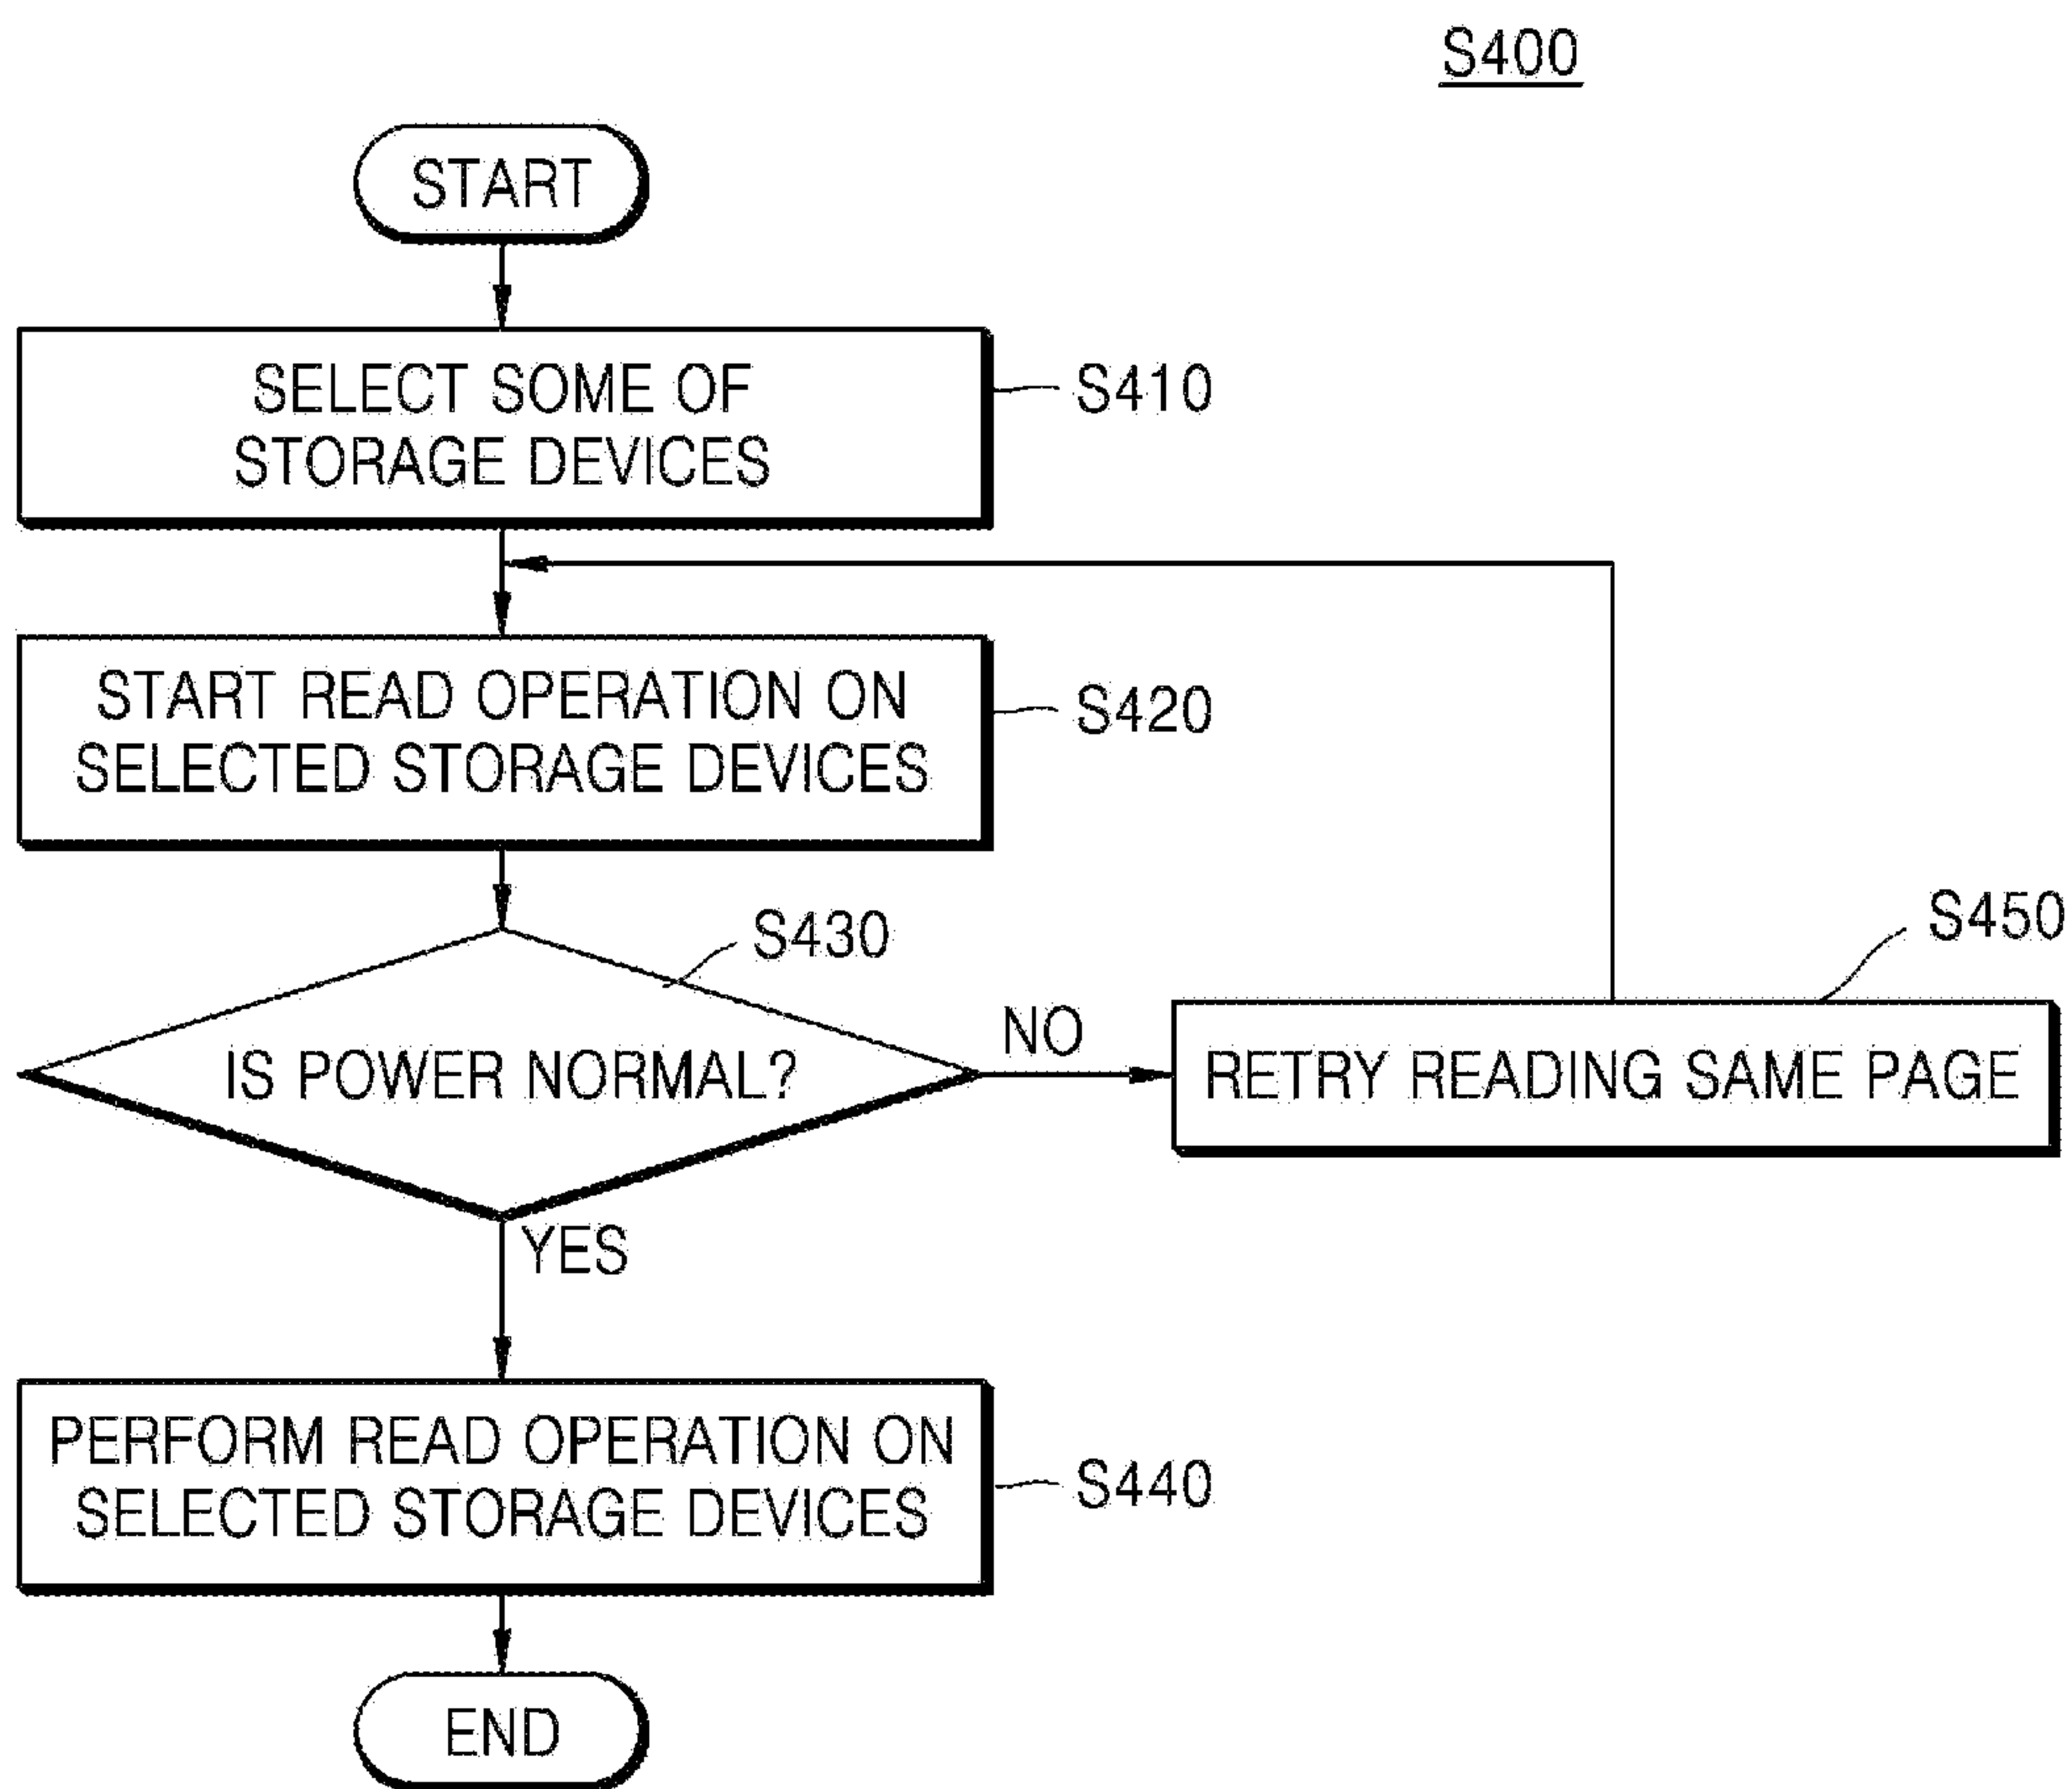 S400
START
SELECT SOME OF
STORAGE DEVICES
S410
START READ OPERATION ON
SELECTED STORAGE DEVICES
S420
S430
IS POWER NORMAL?
NO
S450
RETRY READING SAME PAGE
YES
PERFORM READ OPERATION ON
SELECTED STORAGE DEVICES
S440
END